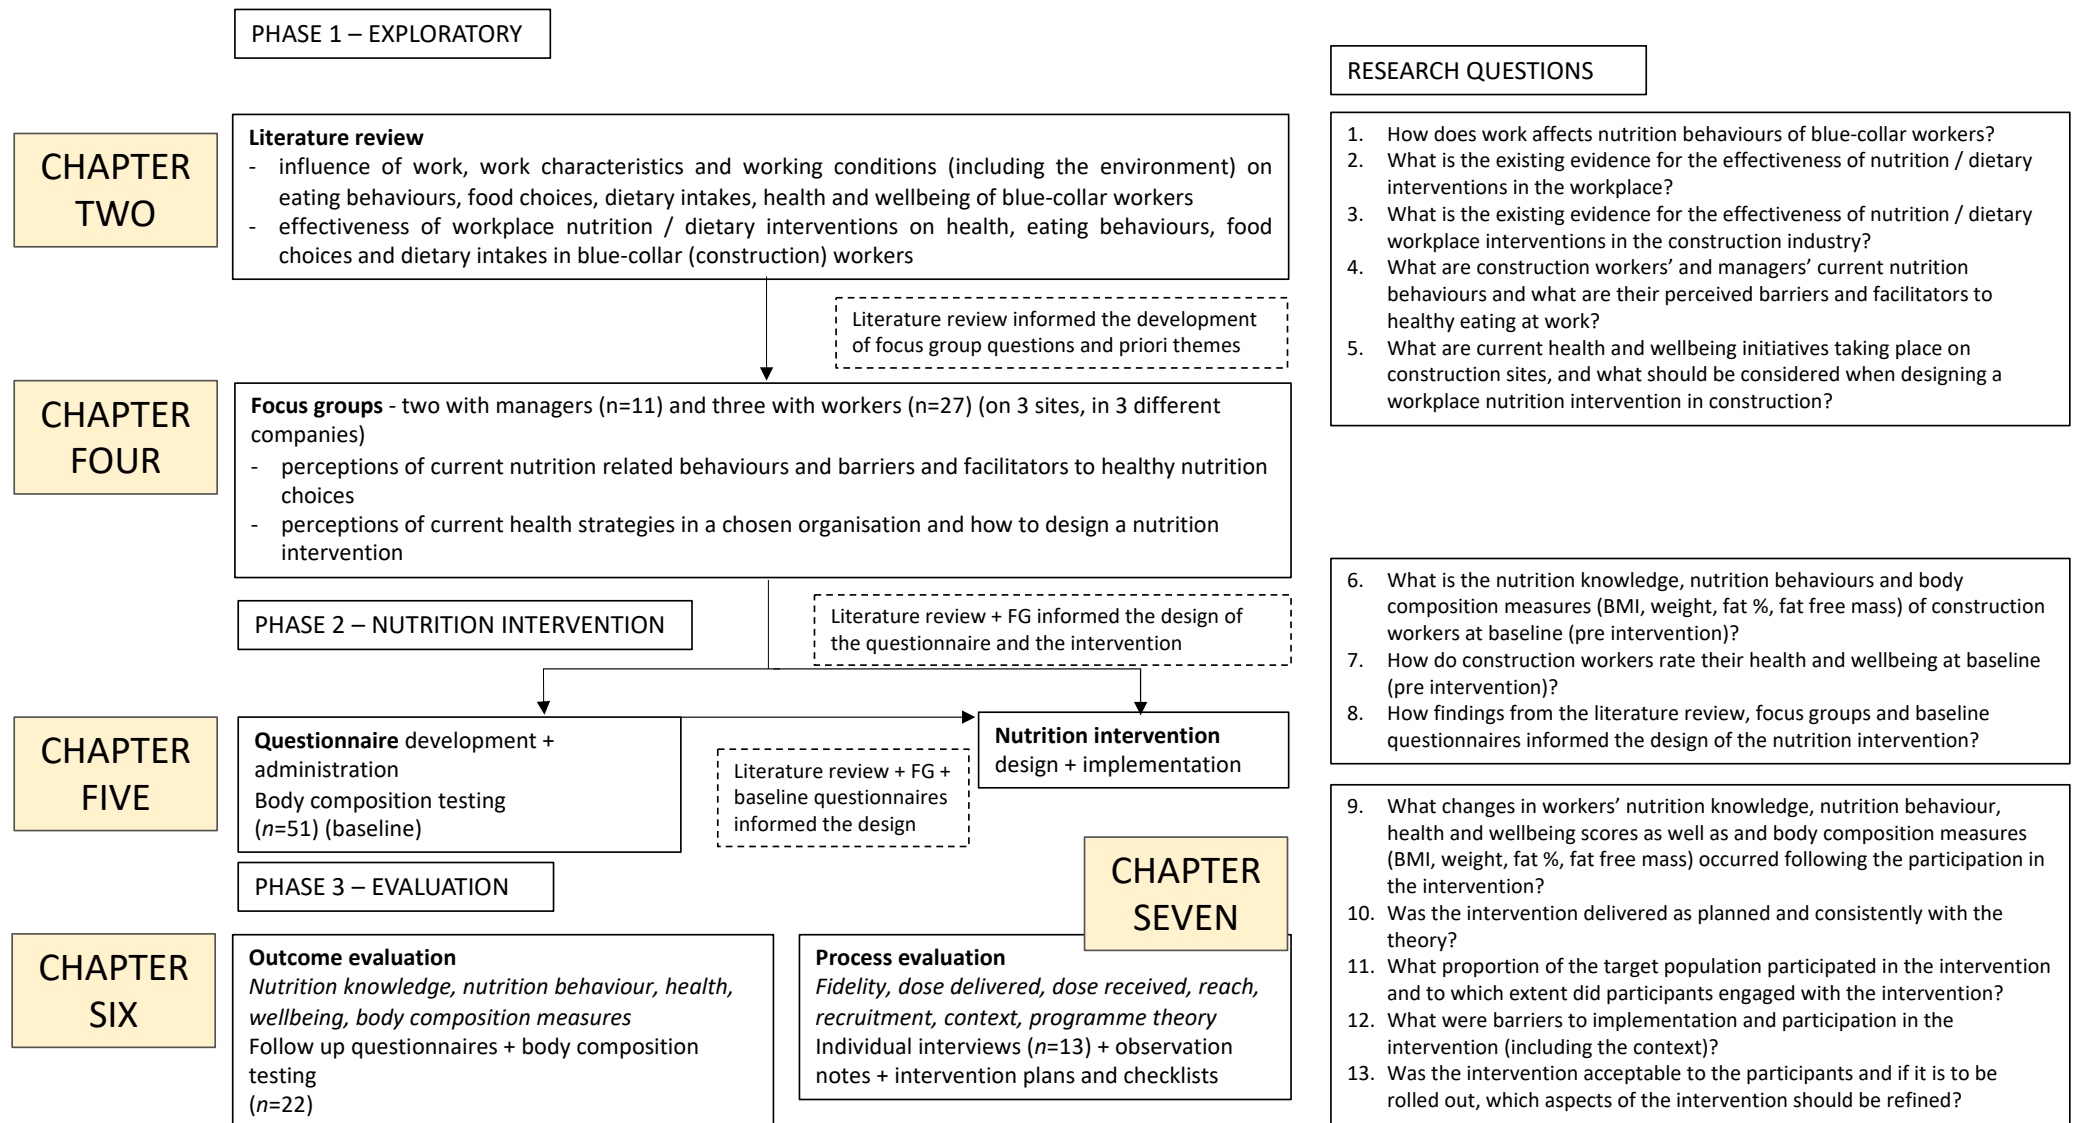 PHASE 1 – EXPLORATORY
CHAPTER
TWO
Literature review
- influence of work, work characteristics and working conditions (including the environment) on
eating behaviours, food choices, dietary intakes, health and wellbeing of blue-collar workers
- effectiveness of workplace nutrition / dietary interventions on health, eating behaviours, food
choices and dietary intakes in blue-collar (construction) workers
Literature review informed the development
of focus group questions and priori themes
CHAPTER
FOUR
Focus groups - two with managers (n=11) and three with workers (n=27) (on 3 sites, in 3 different
companies)
- perceptions of current nutrition related behaviours and barriers and facilitators to healthy nutrition
choices
- perceptions of current health strategies in a chosen organisation and how to design a nutrition
intervention
PHASE 2 – NUTRITION INTERVENTION
Literature review + FG informed the design of
the questionnaire and the intervention
CHAPTER
FIVE
Questionnaire development +
administration
Body composition testing
(n=51) (baseline)
Literature review + FG +
baseline questionnaires
informed the design
Nutrition intervention
design + implementation
PHASE 3 – EVALUATION
CHAPTER
SIX
Outcome evaluation
Nutrition knowledge, nutrition behaviour, health,
wellbeing, body composition measures
Follow up questionnaires + body composition
testing
(n=22)
CHAPTER
SEVEN
Process evaluation
Fidelity, dose delivered, dose received, reach,
recruitment, context, programme theory
Individual interviews (n=13) + observation
notes + intervention plans and checklists
RESEARCH QUESTIONS
1. How does work affects nutrition behaviours of blue-collar workers?
2. What is the existing evidence for the effectiveness of nutrition / dietary
interventions in the workplace?
3. What is the existing evidence for the effectiveness of nutrition / dietary
workplace interventions in the construction industry?
4. What are construction workers’ and managers’ current nutrition
behaviours and what are their perceived barriers and facilitators to
healthy eating at work?
5. What are current health and wellbeing initiatives taking place on
construction sites, and what should be considered when designing a
workplace nutrition intervention in construction?
6. What is the nutrition knowledge, nutrition behaviours and body
composition measures (BMI, weight, fat %, fat free mass) of construction
workers at baseline (pre intervention)?
7. How do construction workers rate their health and wellbeing at baseline
(pre intervention)?
8. How findings from the literature review, focus groups and baseline
questionnaires informed the design of the nutrition intervention?
9. What changes in workers’ nutrition knowledge, nutrition behaviour,
health and wellbeing scores as well as and body composition measures
(BMI, weight, fat %, fat free mass) occurred following the participation in
the intervention?
10. Was the intervention delivered as planned and consistently with the
theory?
11. What proportion of the target population participated in the intervention
and to which extent did participants engaged with the intervention?
12. What were barriers to implementation and participation in the
intervention (including the context)?
13. Was the intervention acceptable to the participants and if it is to be
rolled out, which aspects of the intervention should be refined?